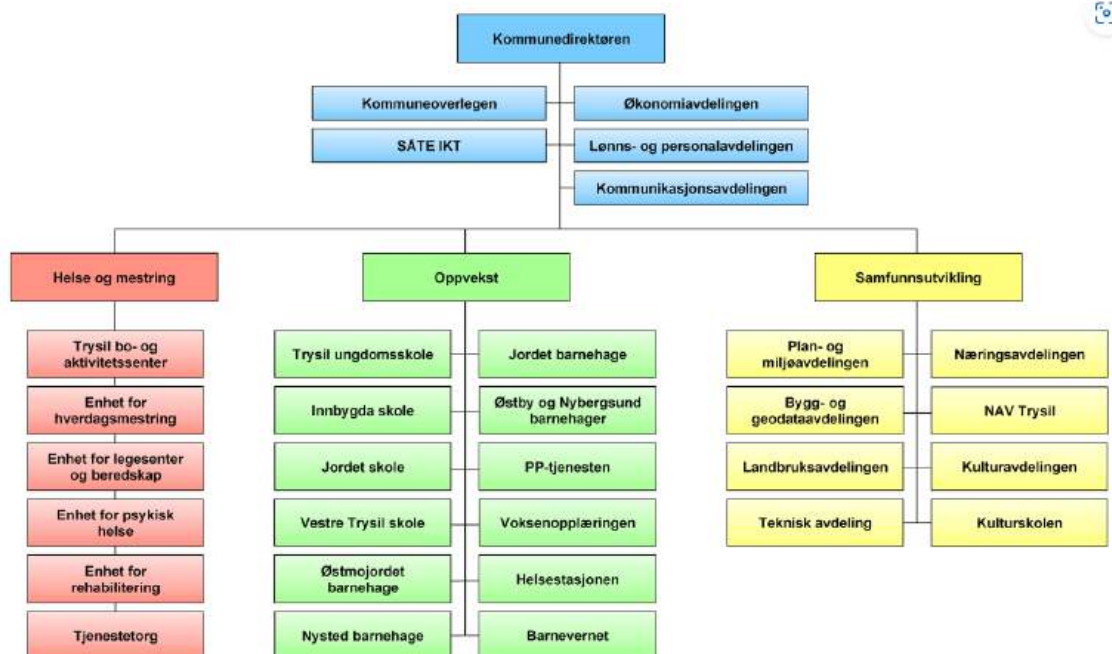 Kommunedirektøren
Kommuneoverlegen
Økonomiavdelingen
SÅTE IKT
Lønns- og personalavdelingen
Kommunikasjonsavdelingen
Helse og mestring
Oppvekst
Samfunnsutvikling
Trysil bo- og
aktivitetssenter
Enhet for
hverdagsmestring
Enhet for legesenter
og beredskap
Enhet for psykisk
helse
Enhet for
rehabilitering
Tjenestetorg
Trysil ungdomsskole
Jordet barnehage
Innbygda skole
Østby og Nybergsund
barnehager
Jordet skole
PP-tjenesten
Vestre Trysil skole
Voksenopplæringen
Østmojordet
barnehage
Helsestasjonen
Nysted barnehage
Barnevernet
Plan- og
miljøavdelingen
Næringsavdelingen
Bygg- og
geodataavdelingen
NAV Trysil
Landbruksavdelingen
Kulturavdelingen
Teknisk avdeling
Kulturskolen